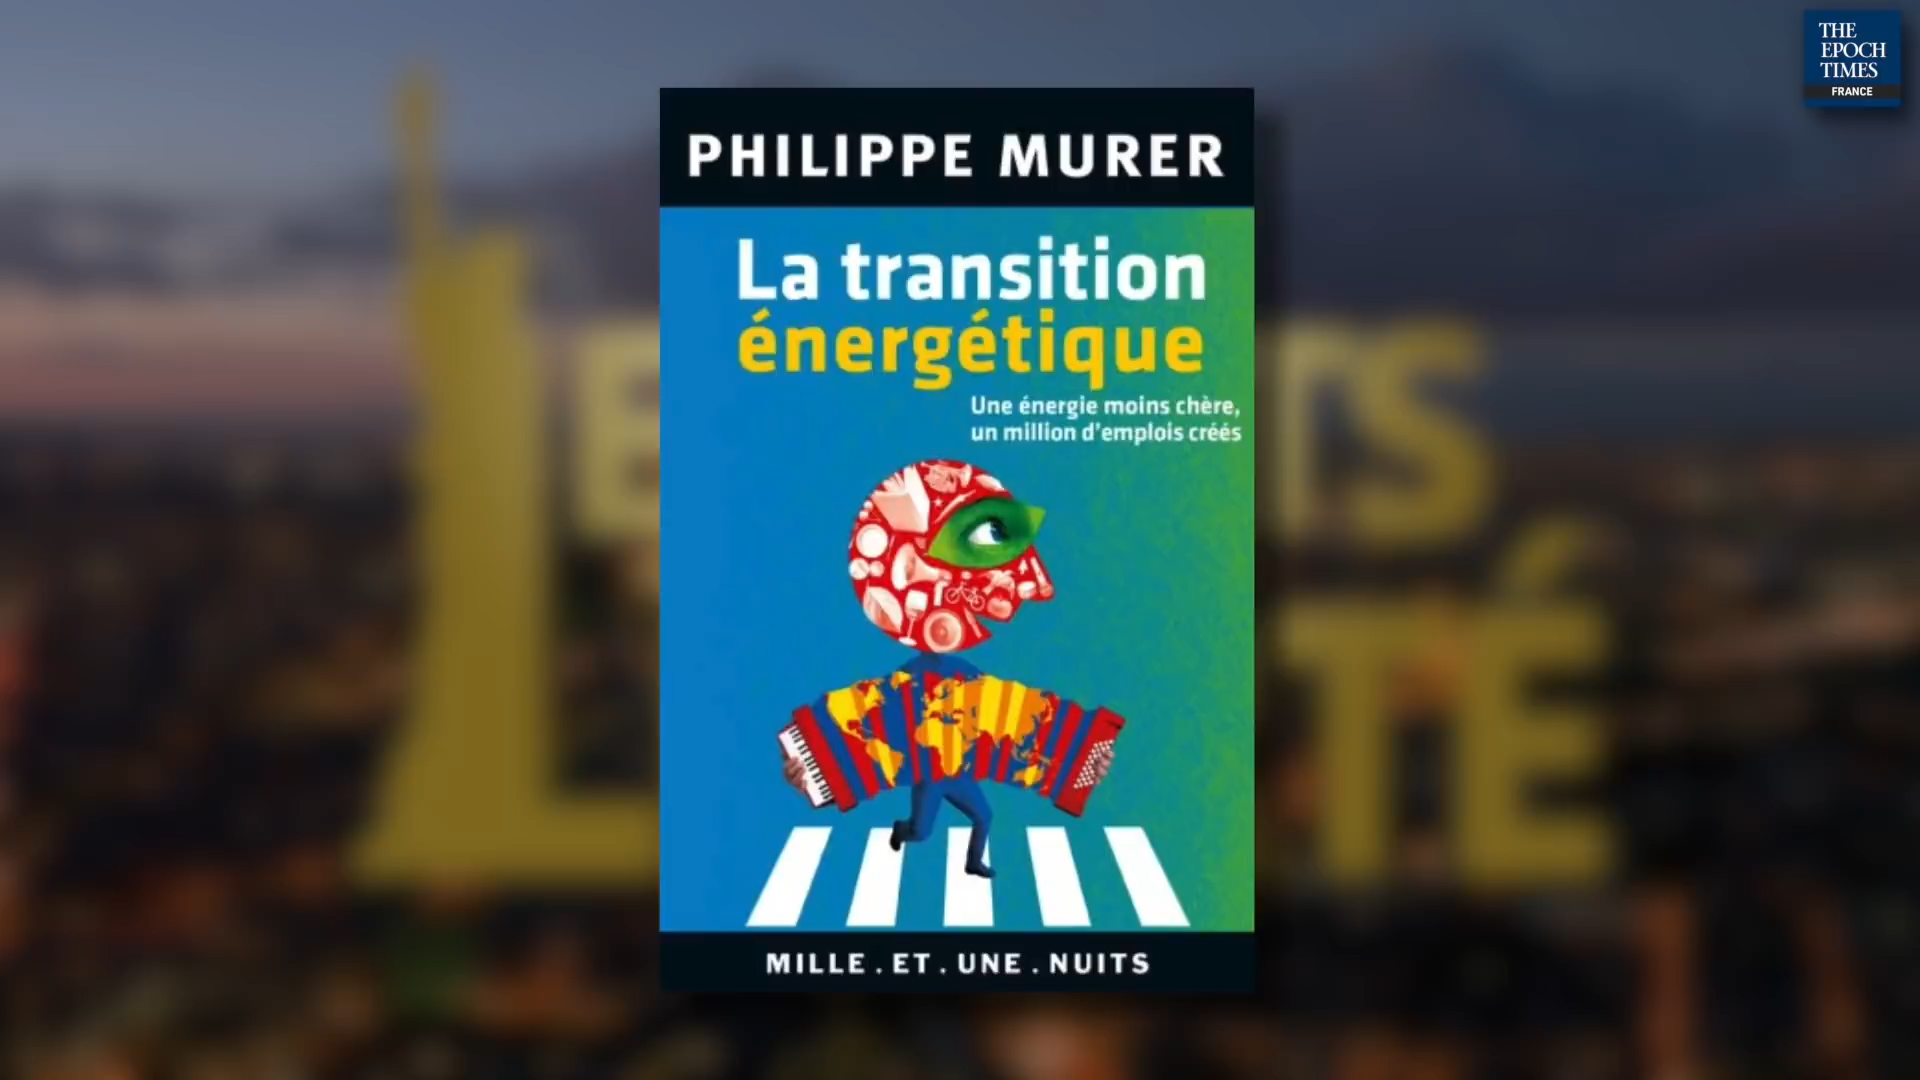 THE
EPOCH
TIMES
FRANCE
PHILIPPE MURER
La transition
énergétique
Une énergie moins chère,
un million d'emplois créés
MILLE . ET . UNE . NUITS